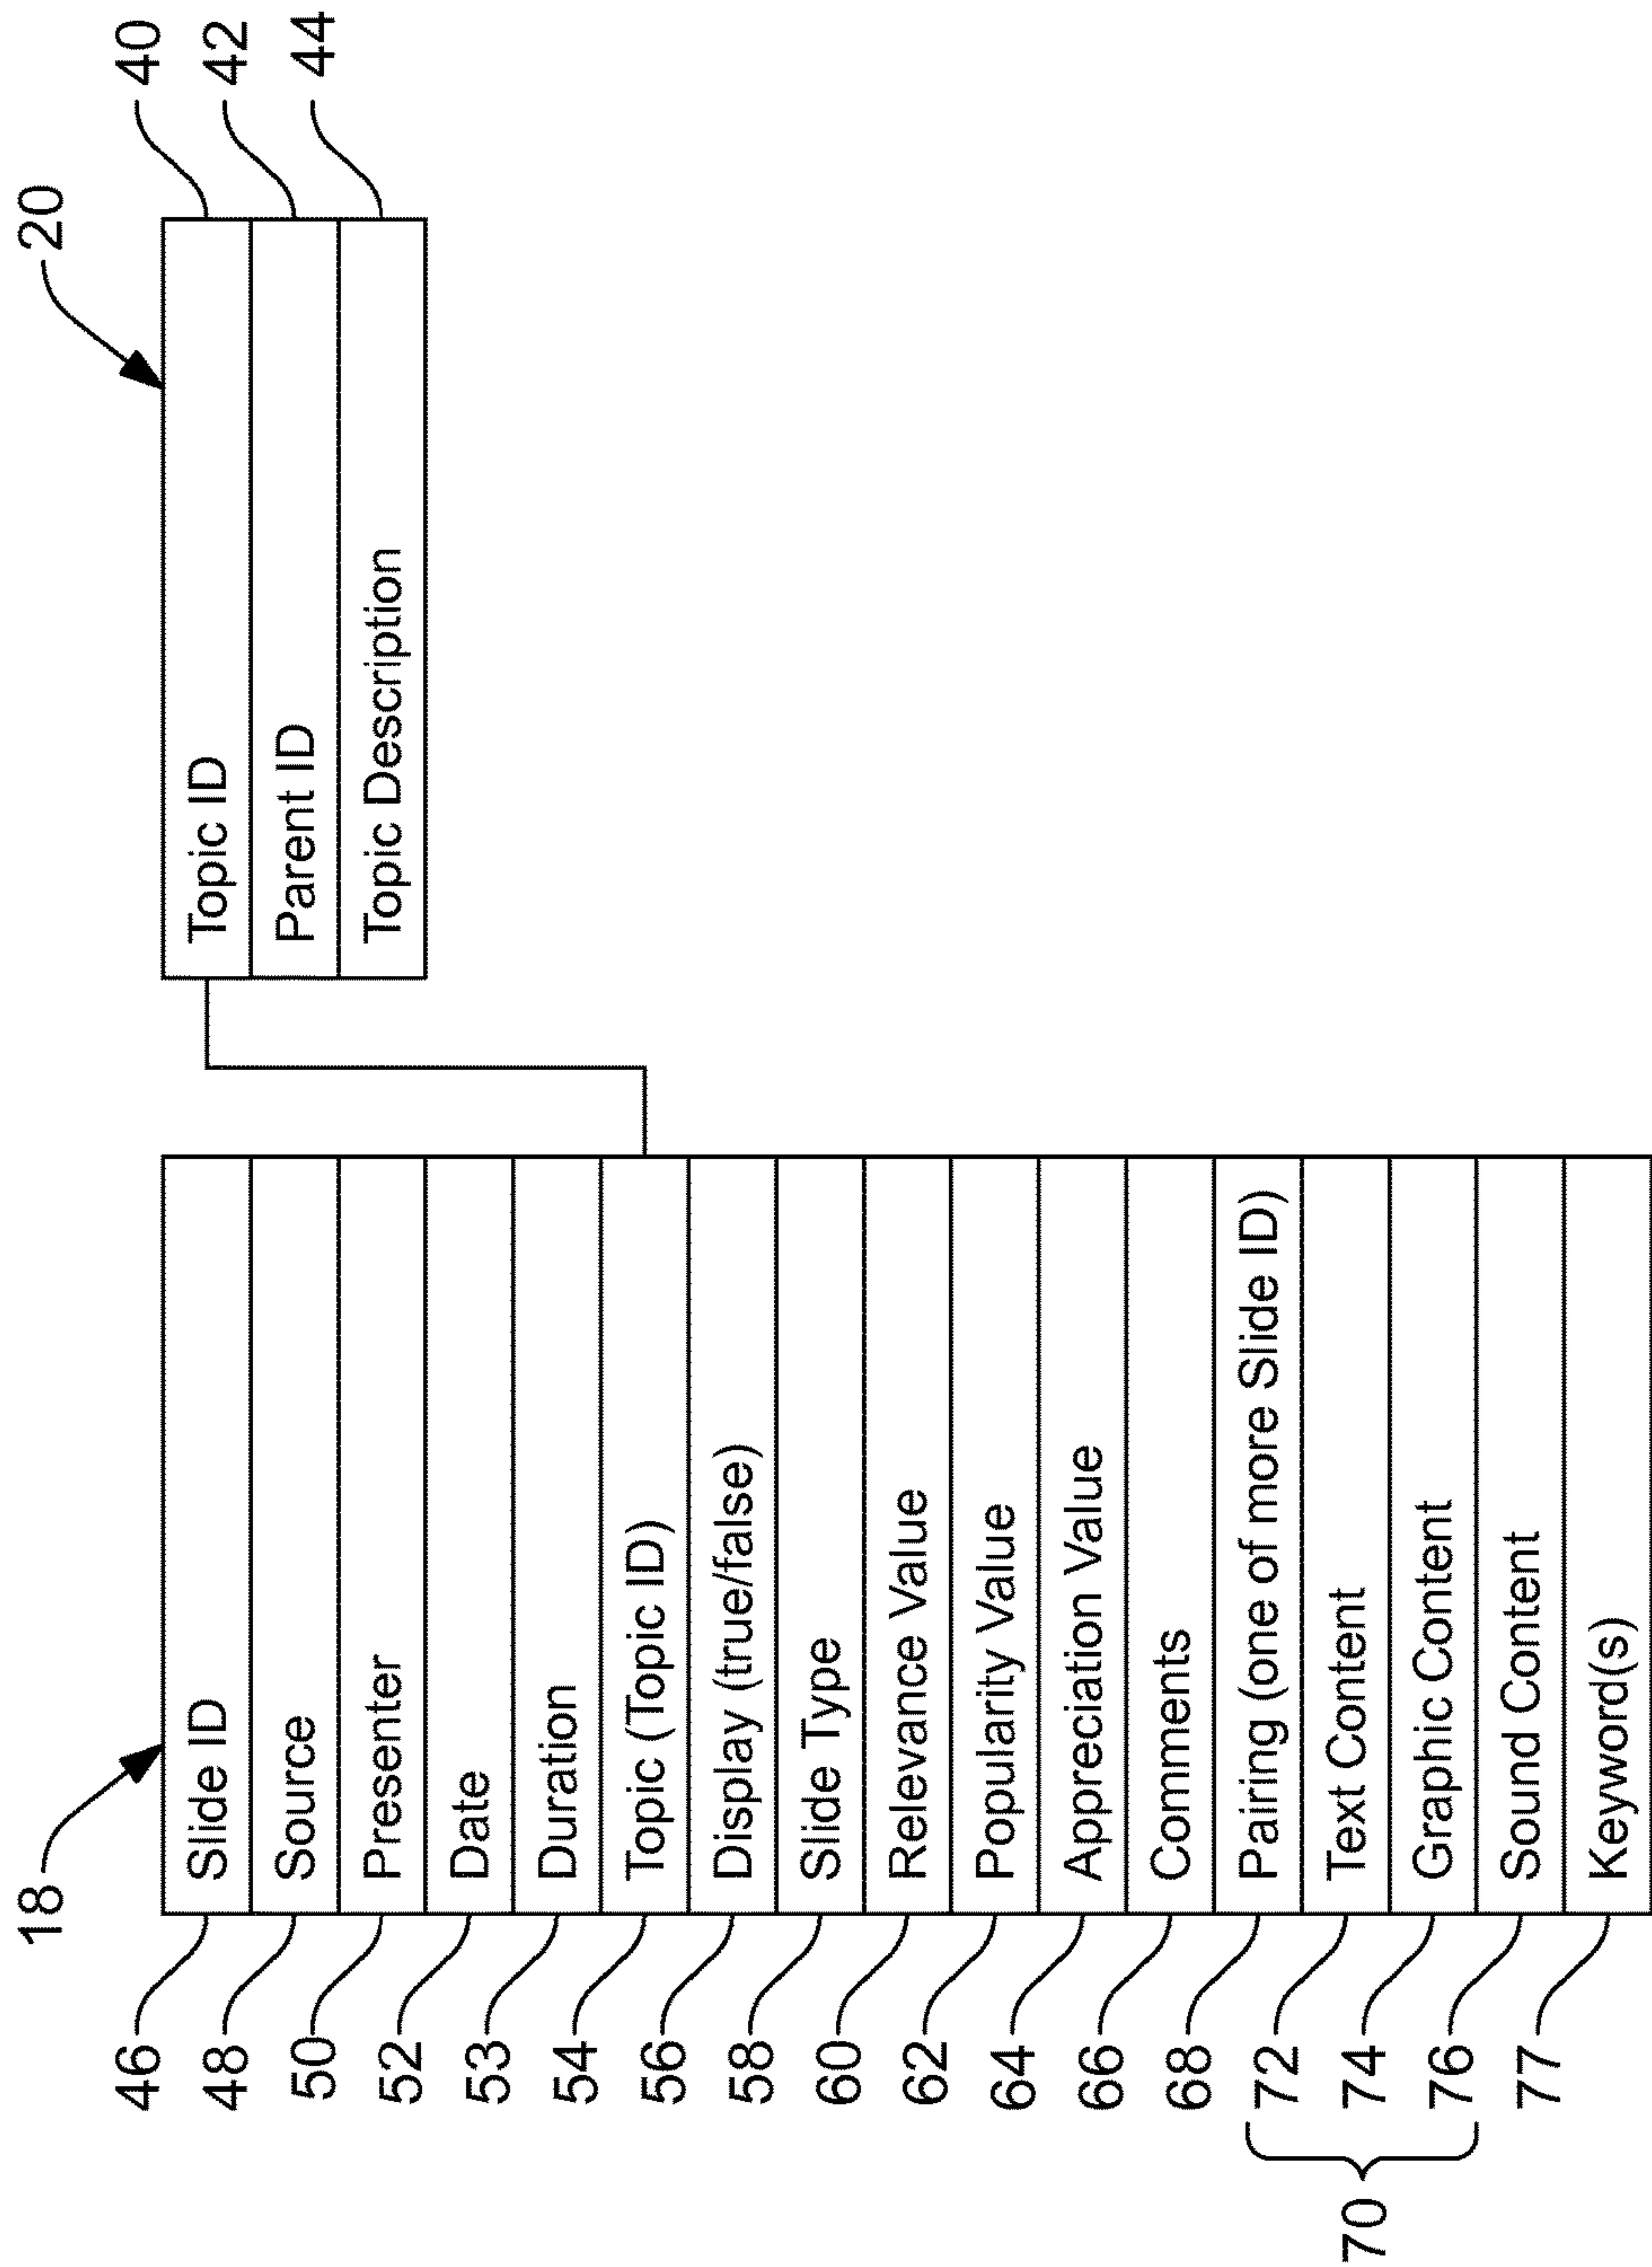 18
46 Slide ID
48 Source
50 Presenter
52 Date
53 Duration
54 Topic (Topic ID)
56 Display (true/false)
58 Slide Type
60 Relevance Value
62 Popularity Value
64 Appreciation Value
66 Comments
68 Pairing (one of more Slide ID)
70
72 Text Content
74 Graphic Content
76 Sound Content
77 Keyword(s)
20
Topic ID 40
Parent ID 42
Topic Description 44